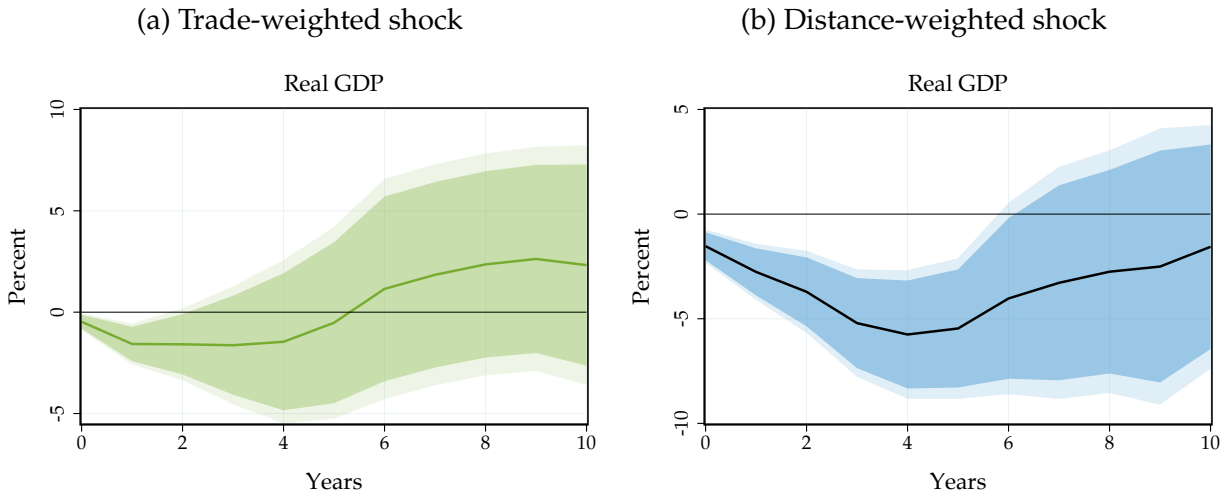 (a) Trade-weighted shock
Real GDP
Percent
10
5
0
-5
0 2 4 6 8 10
Years
(b) Distance-weighted shock
Real GDP
Percent
5
0
-5
-10
0 2 4 6 8 10
Years